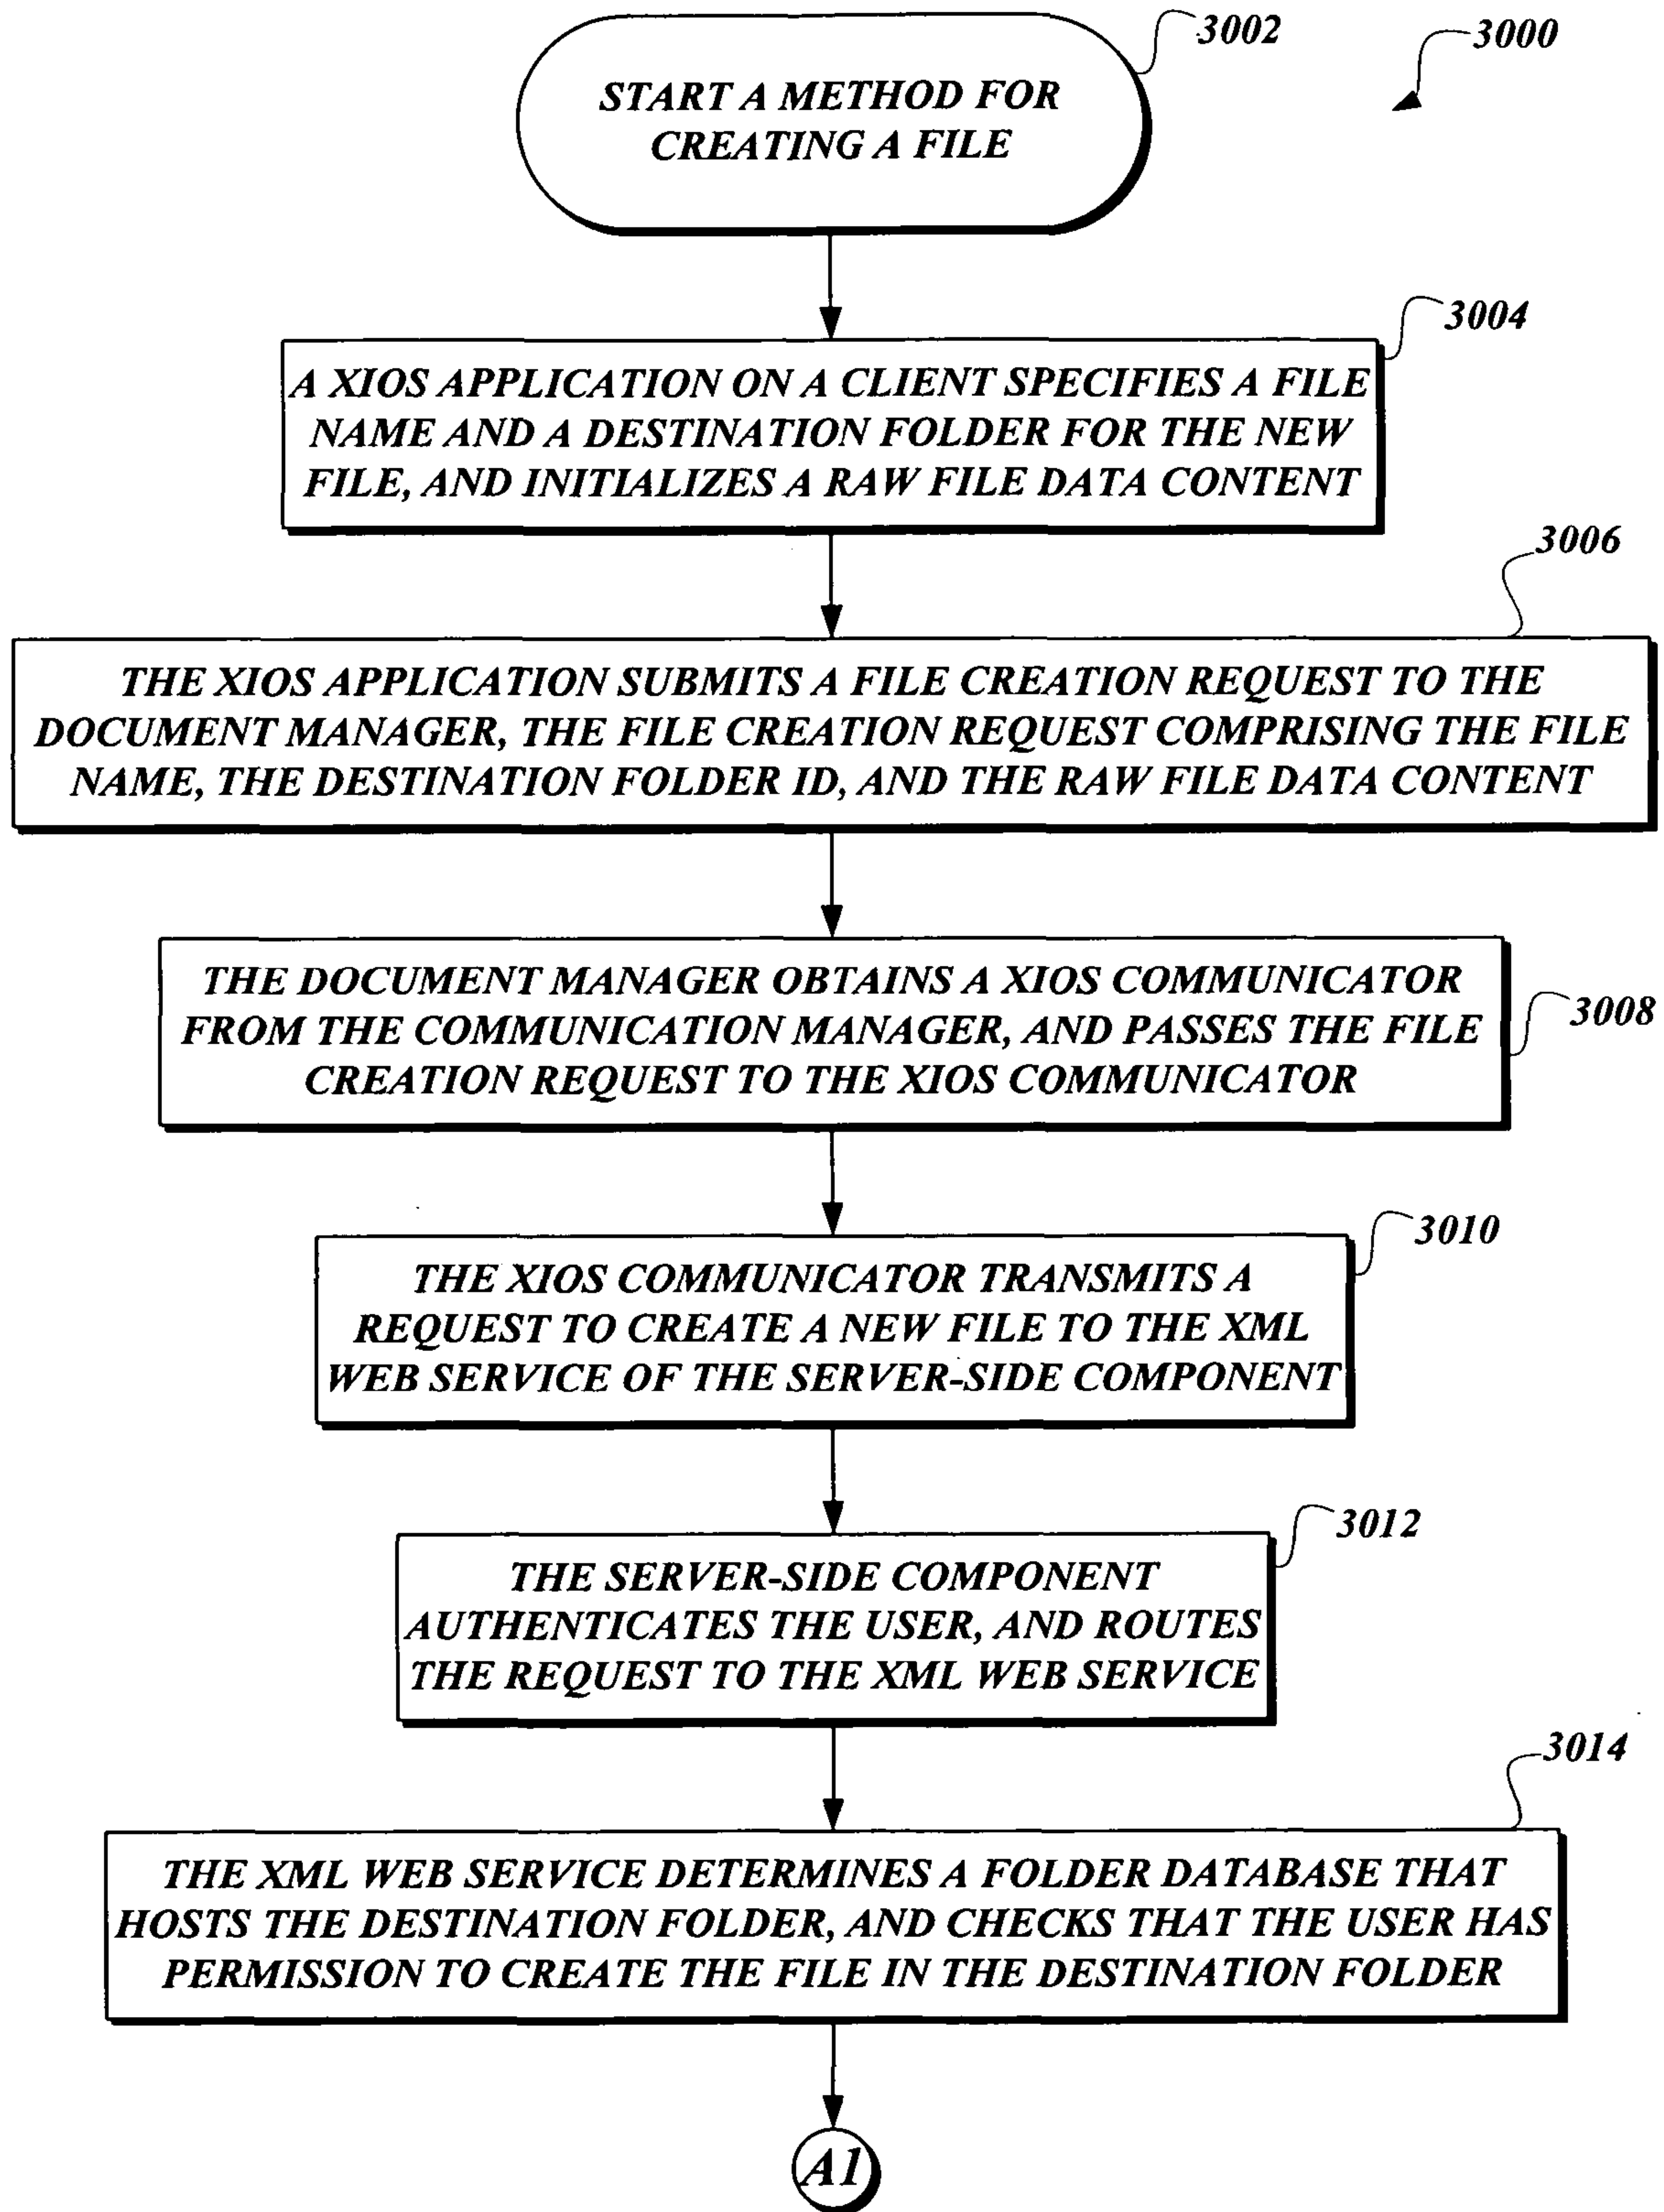 3002
3000
START A METHOD FOR
CREATING A FILE
3004
A XIOS APPLICATION ON A CLIENT SPECIFIES A FILE
NAME AND A DESTINATION FOLDER FOR THE NEW
FILE, AND INITIALIZES A RAW FILE DATA CONTENT
3006
THE XIOS APPLICATION SUBMITS A FILE CREATION REQUEST TO THE
DOCUMENT MANAGER, THE FILE CREATION REQUEST COMPRISING THE FILE
NAME, THE DESTINATION FOLDER ID, AND THE RAW FILE DATA CONTENT
THE DOCUMENT MANAGER OBTAINS A XIOS COMMUNICATOR
FROM THE COMMUNICATION MANAGER, AND PASSES THE FILE
CREATION REQUEST TO THE XIOS COMMUNICATOR
3008
3010
THE XIOS COMMUNICATOR TRANSMITS A
REQUEST TO CREATE A NEW FILE TO THE XML
WEB SERVICE OF THE SERVER-SIDE COMPONENT
3012
THE SERVER-SIDE COMPONENT
AUTHENTICATES THE USER, AND ROUTES
THE REQUEST TO THE XML WEB SERVICE
3014
THE XML WEB SERVICE DETERMINES A FOLDER DATABASE THAT
HOSTS THE DESTINATION FOLDER, AND CHECKS THAT THE USER HAS
PERMISSION TO CREATE THE FILE IN THE DESTINATION FOLDER
A1